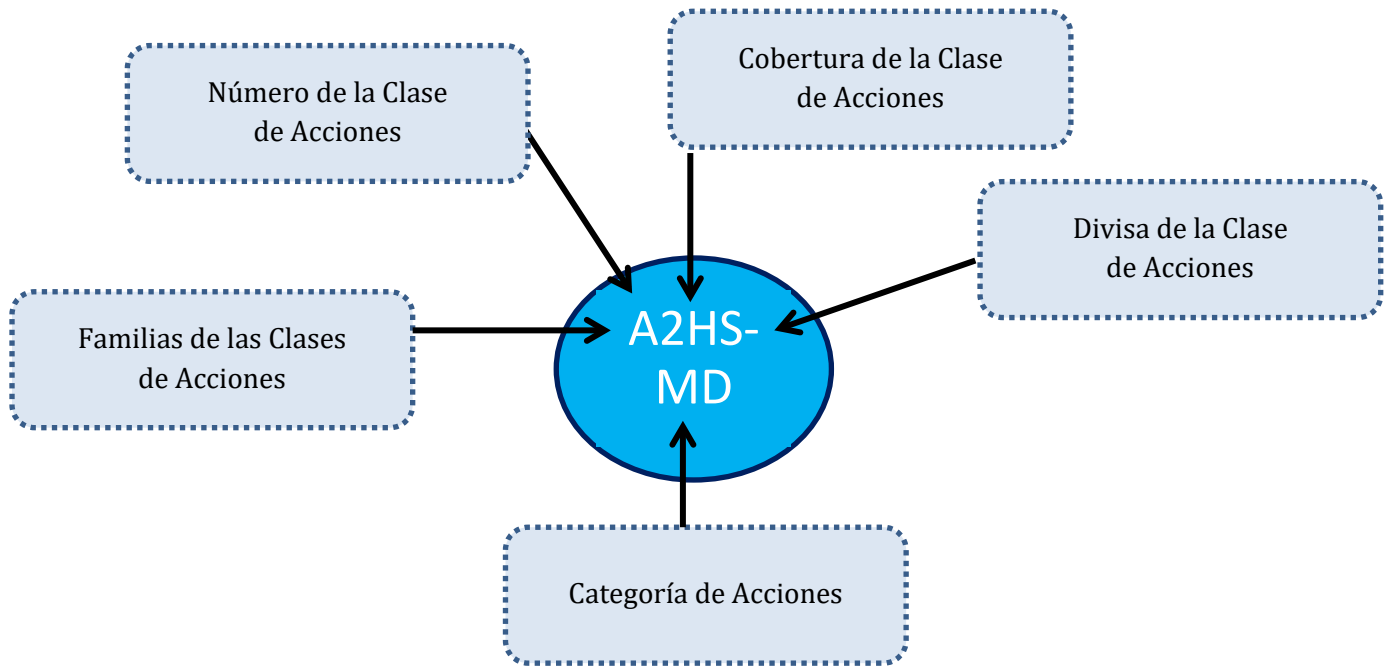 Cobertura de la Clase
de Acciones
Número de la Clase
de Acciones
Divisa de la Clase
de Acciones
A2HS-
MD
Familias de las Clases
de Acciones
Categoría de Acciones